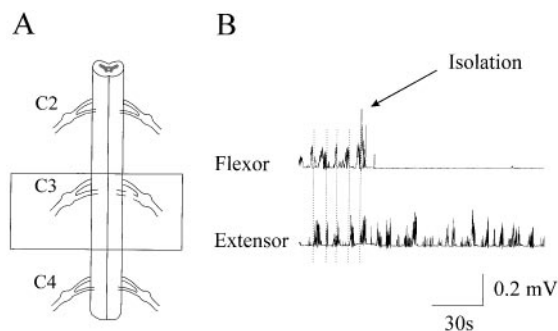 A
B
C2
C3
C4
Isolation
Flexor
Extensor
0.2 mV
30s